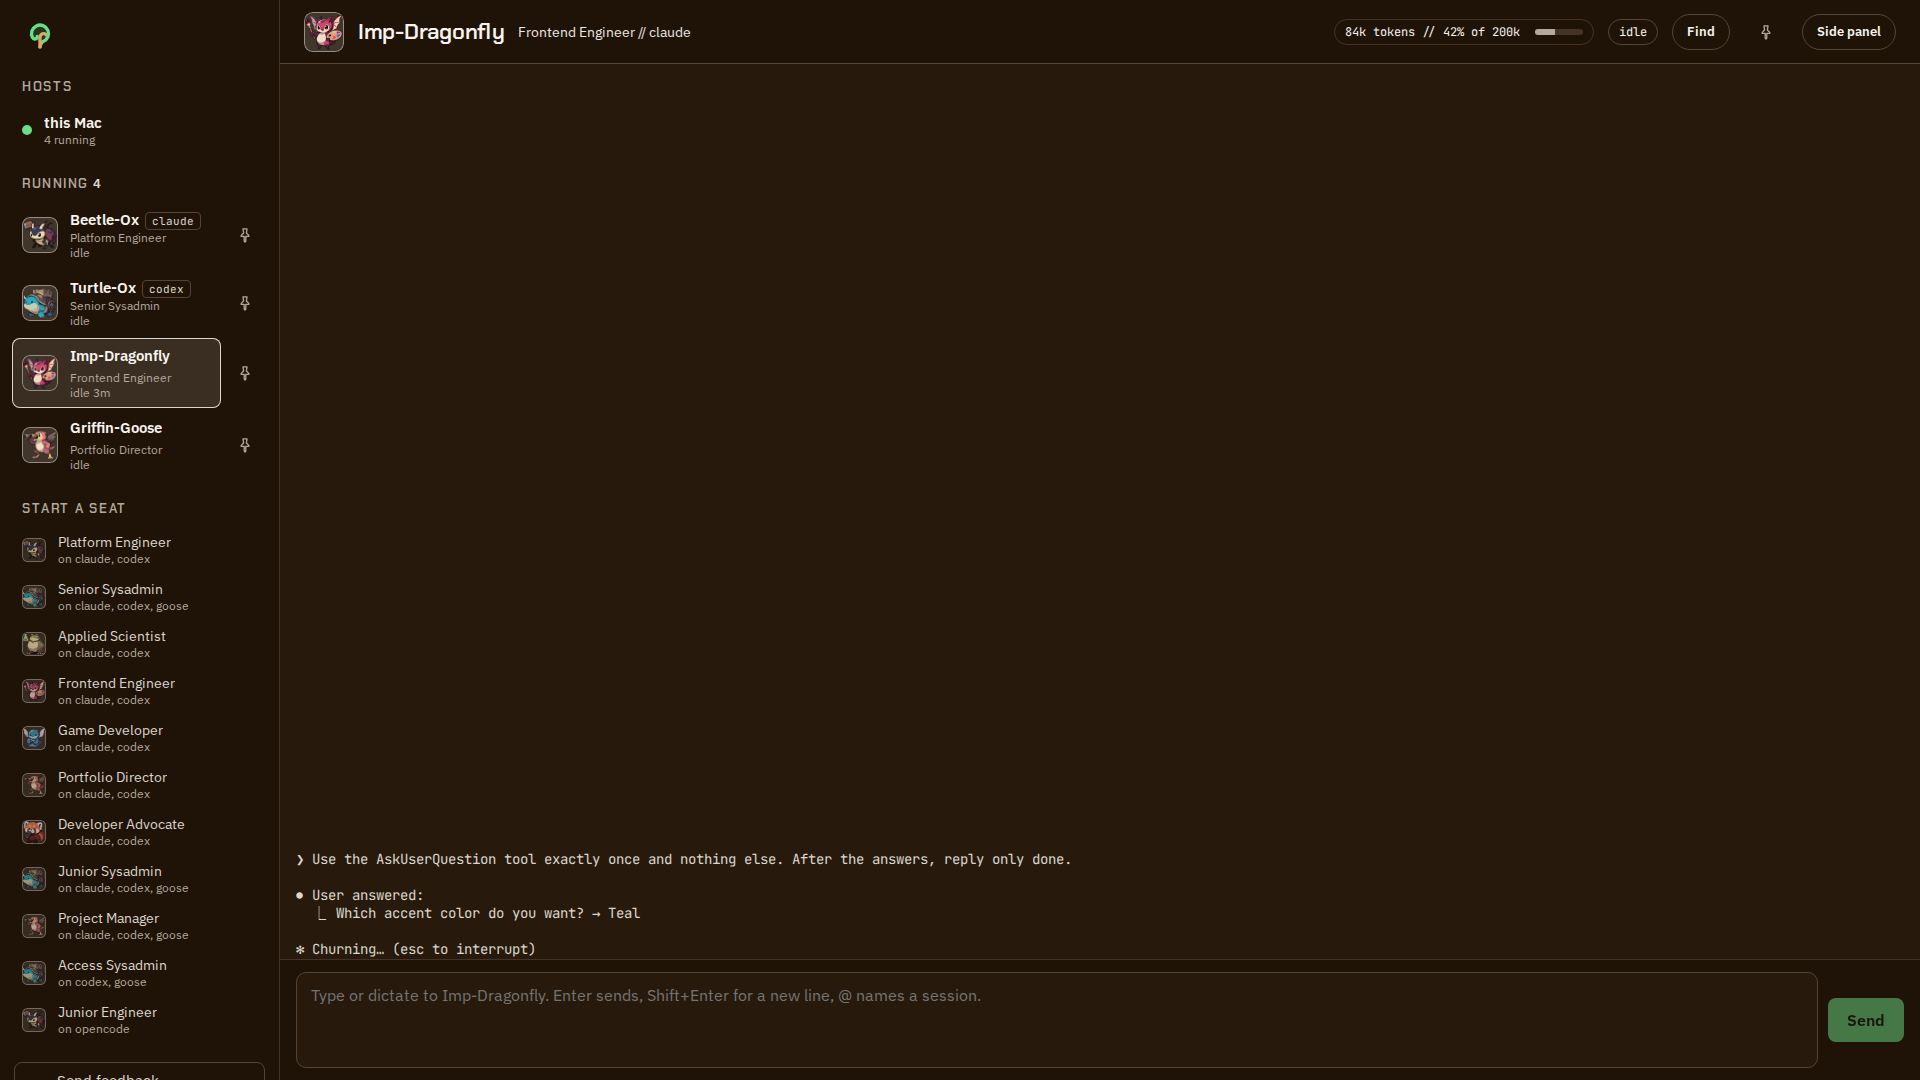 HOSTS
this Mac
4 running
RUNNING 4
Beetle-Ox claude
Platform Engineer
idle
Turtle-Ox codex
Senior Sysadmin
idle
Imp-Dragonfly
Frontend Engineer
idle 3m
Griffin-Goose
Portfolio Director
idle
START A SEAT
Platform Engineer
on claude, codex
Senior Sysadmin
on claude, codex, goose
Applied Scientist
on claude, codex
Frontend Engineer
on claude, codex
Game Developer
on claude, codex
Portfolio Director
on claude, codex
Developer Advocate
on claude, codex
Junior Sysadmin
on claude, codex, goose
Project Manager
on claude, codex, goose
Access Sysadmin
on codex, goose
Junior Engineer
on opencode
Send feedback
Imp-Dragonfly Frontend Engineer // claude
84k tokens // 42% of 200k idle Find Side panel
❯ Use the AskUserQuestion tool exactly once and nothing else. After the answers, reply only done.
● User answered:
⎿ Which accent color do you want? → Teal
✻ Churning… (esc to interrupt)
Type or dictate to Imp-Dragonfly. Enter sends, Shift+Enter for a new line, @ names a session.
Send